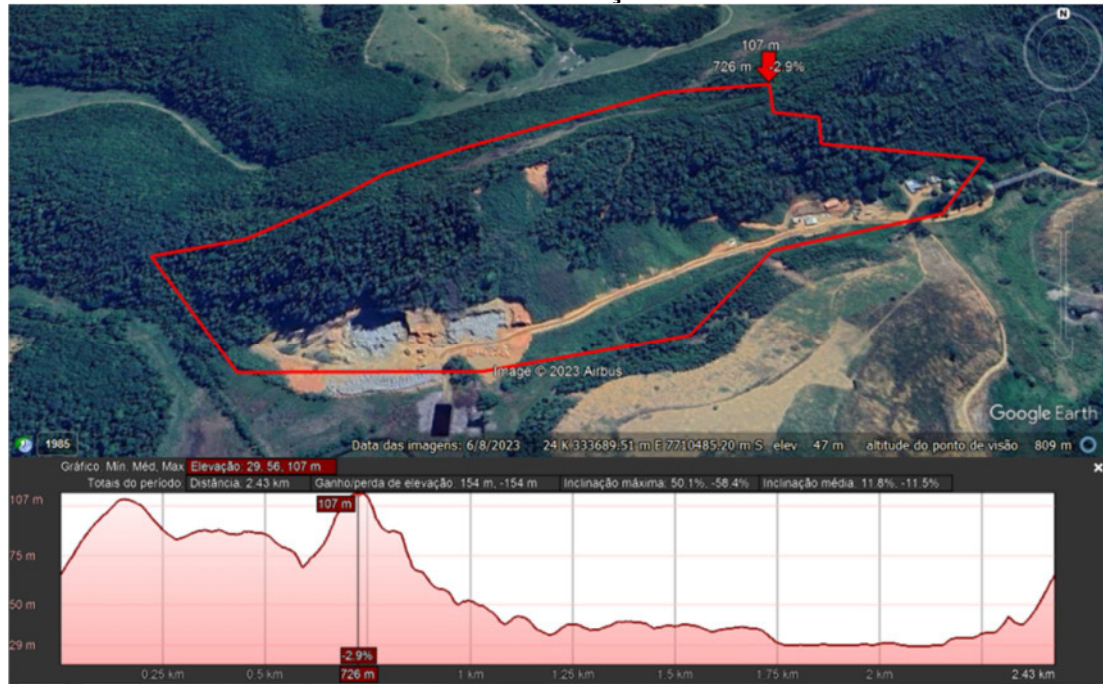 N
107 m
726 m -2.9%
Image © 2023 Airbus
Google Earth
1985
Data das imagens: 6/8/2023 24 K 333689.51 m E 7710485.20 m S elev 47 m altitude do ponto de visão 809 m
Gráfico. Mín. Méd, Max Elevação: 29, 56, 107 m
Totais do período Distância: 2.43 km Ganho/perda de elevação: 154 m, -154 m Inclinação máxima: 50.1%, -58.4% Inclinação média: 11.8%, -11.5%
107 m
107 m
75 m
50 m
29 m
-2.9%
0.25 km 0.5 km 726 m 1 km 1.25 km 1.5 km 1.75 km 2 km 2.43 km